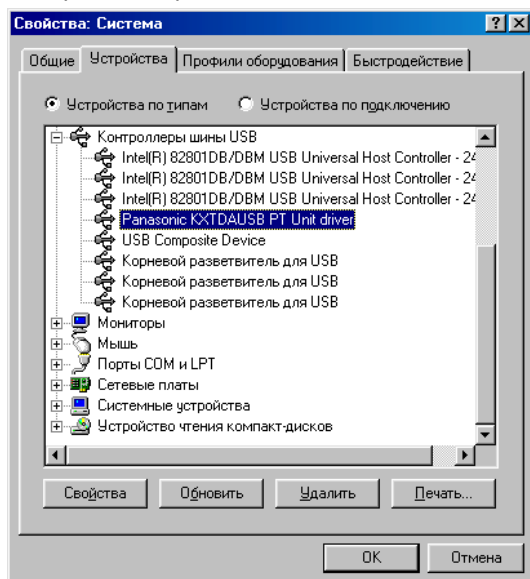 Свойства: Система
Общие Устройства Профили оборудования Быстродействие
Устройства по типам Устройства по подключению
Контроллеры шины USB
Intel(R) 82801DB/DBM USB Universal Host Controller - 24
Intel(R) 82801DB/DBM USB Universal Host Controller - 24
Intel(R) 82801DB/DBM USB Universal Host Controller - 24
Panasonic KXTDAUSB PT Unit driver
USB Composite Device
Корневой разветвитель для USB
Корневой разветвитель для USB
Корневой разветвитель для USB
Мониторы
Мышь
Порты COM и LPT
Сетевые платы
Системные устройства
Устройство чтения компакт-дисков
Свойства Обновить Удалить Печать...
OK Отмена